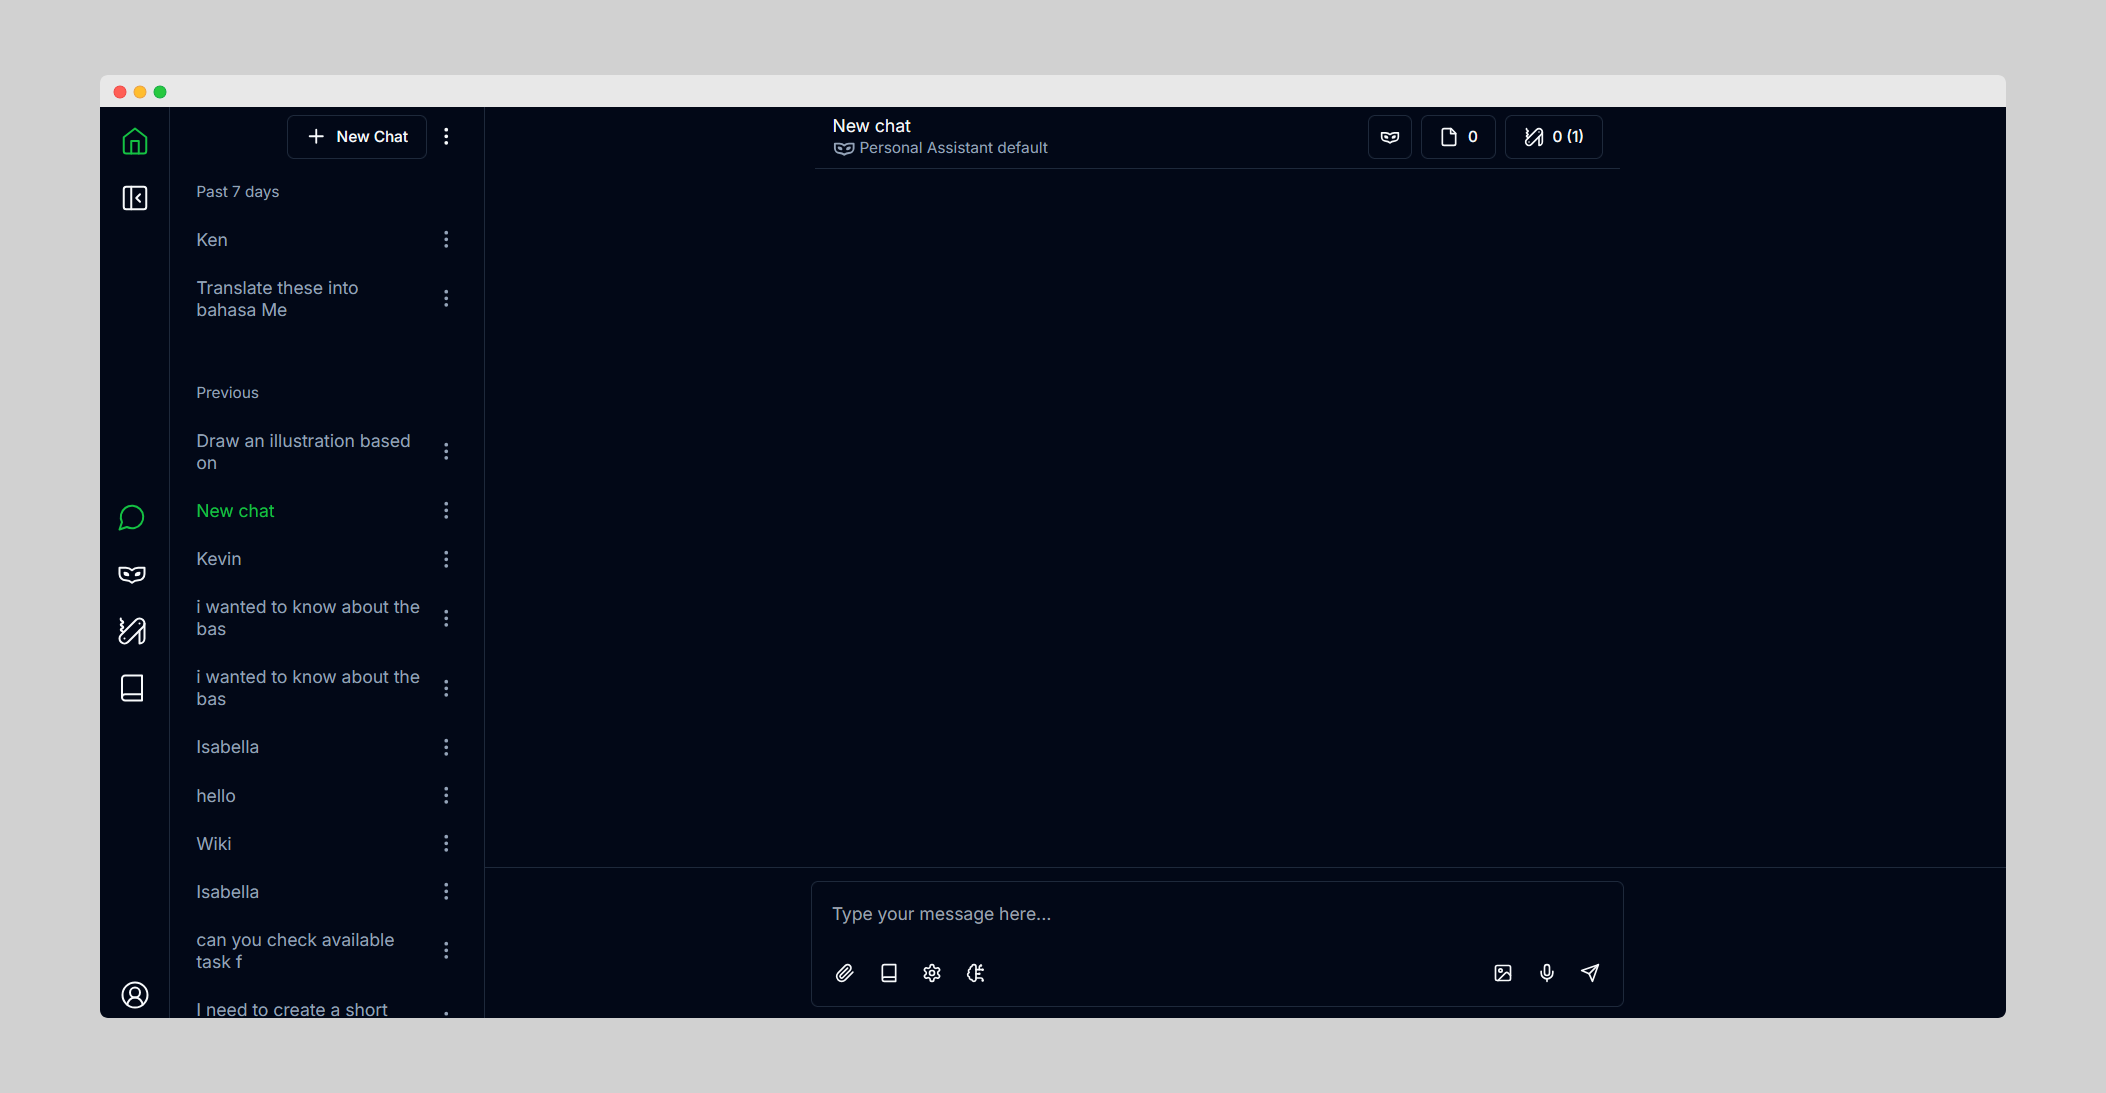 New Chat
Past 7 days
Ken
Translate these into
bahasa Me
Previous
Draw an illustration based
on
New chat
Kevin
i wanted to know about the
bas
i wanted to know about the
bas
Isabella
hello
Wiki
Isabella
can you check available
task f
I need to create a short
New chat
Personal Assistant default
0
0 (1)
Type your message here...